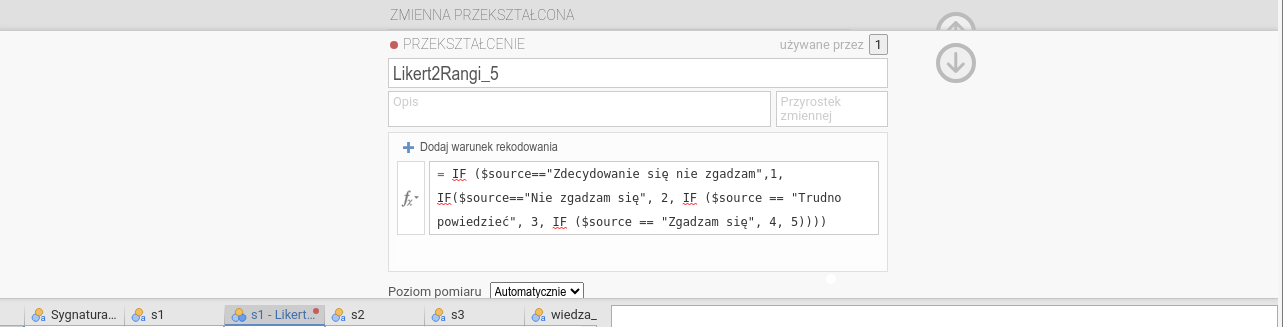 ZMIENNA PRZEKSZTAŁCONA
PRZEKSZTAŁCENIE
używane przez 1
Likert2Rangi_5
Opis
Przyrostek
zmiennej
Dodaj warunek rekodowania
fx
= IF ($source=="Zdecydowanie się nie zgadzam",1,
IF($source=="Nie zgadzam się", 2, IF ($source == "Trudno
powiedzieć", 3, IF ($source == "Zgadzam się", 4, 5))))
Poziom pomiaru Automatycznie
Sygnatura... s1 s1 - Likert... s2 s3 wiedza_